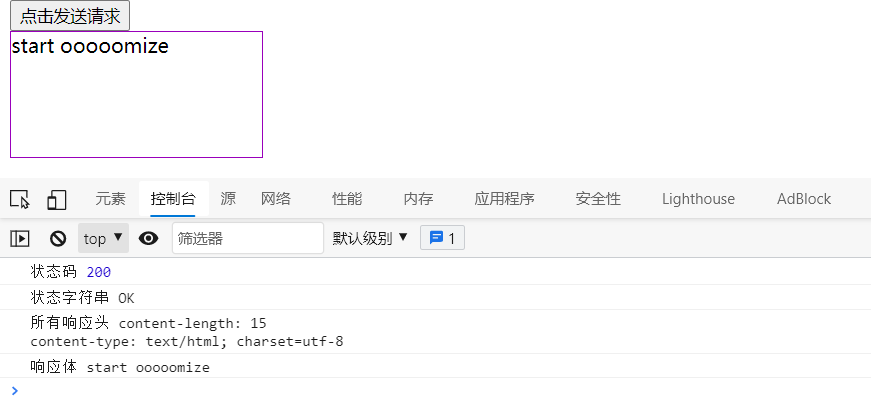 点击发送请求
start ooooomize
元素 控制台 源 网络 性能 内存 应用程序 安全性 Lighthouse AdBlock
top 筛选器 默认级别 1
状态码 200
状态字符串 OK
所有响应头 content-length: 15
content-type: text/html; charset=utf-8
响应体 start ooooomize